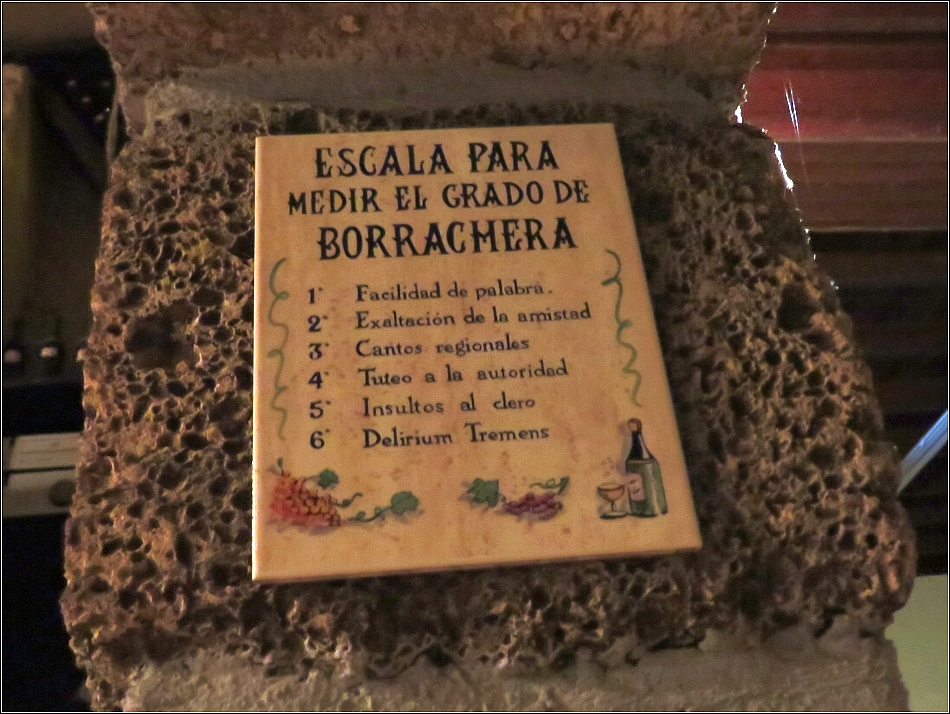 ESCALA PARA
MEDIR EL GRADO DE
BORRACHERA
1° Facilidad de palabra.
2° Exaltación de la amistad
3° Cantos regionales
4° Tuteo a la autoridad
5° Insultos al clero
6° Delirium Tremens